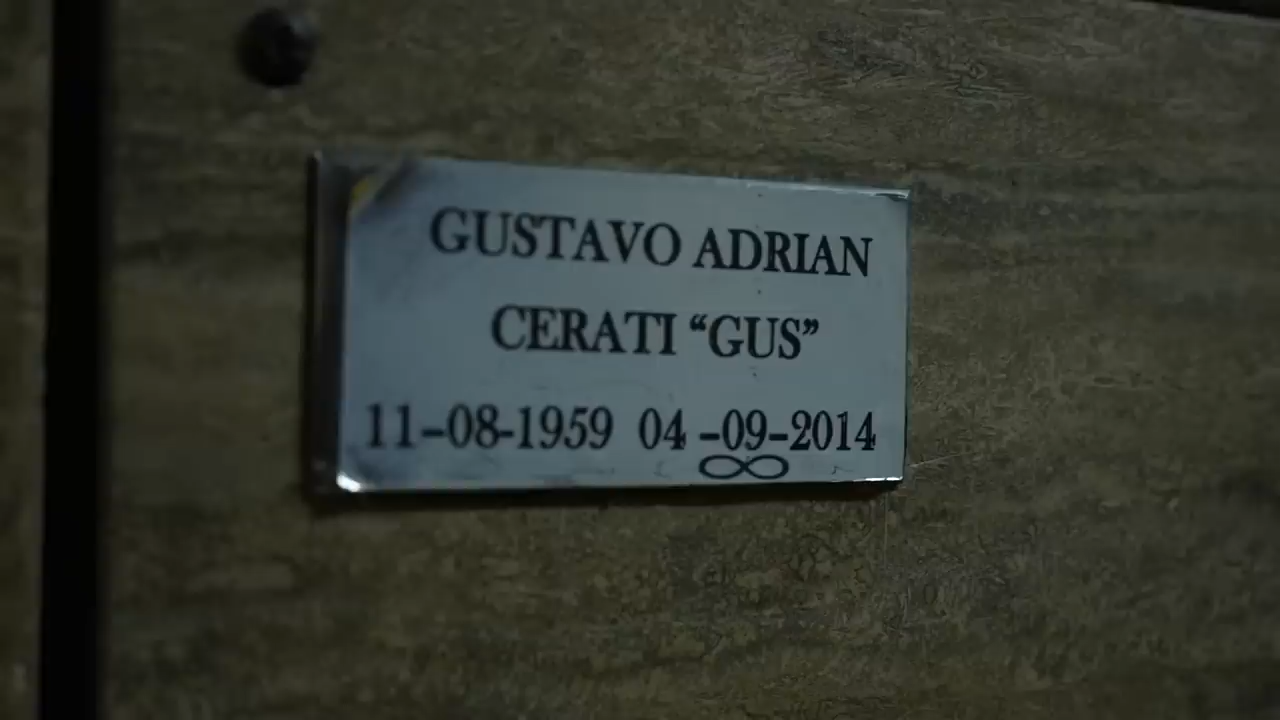 GUSTAVO ADRIAN
CERATI “GUS”
11-08-1959 04 -09-2014
∞